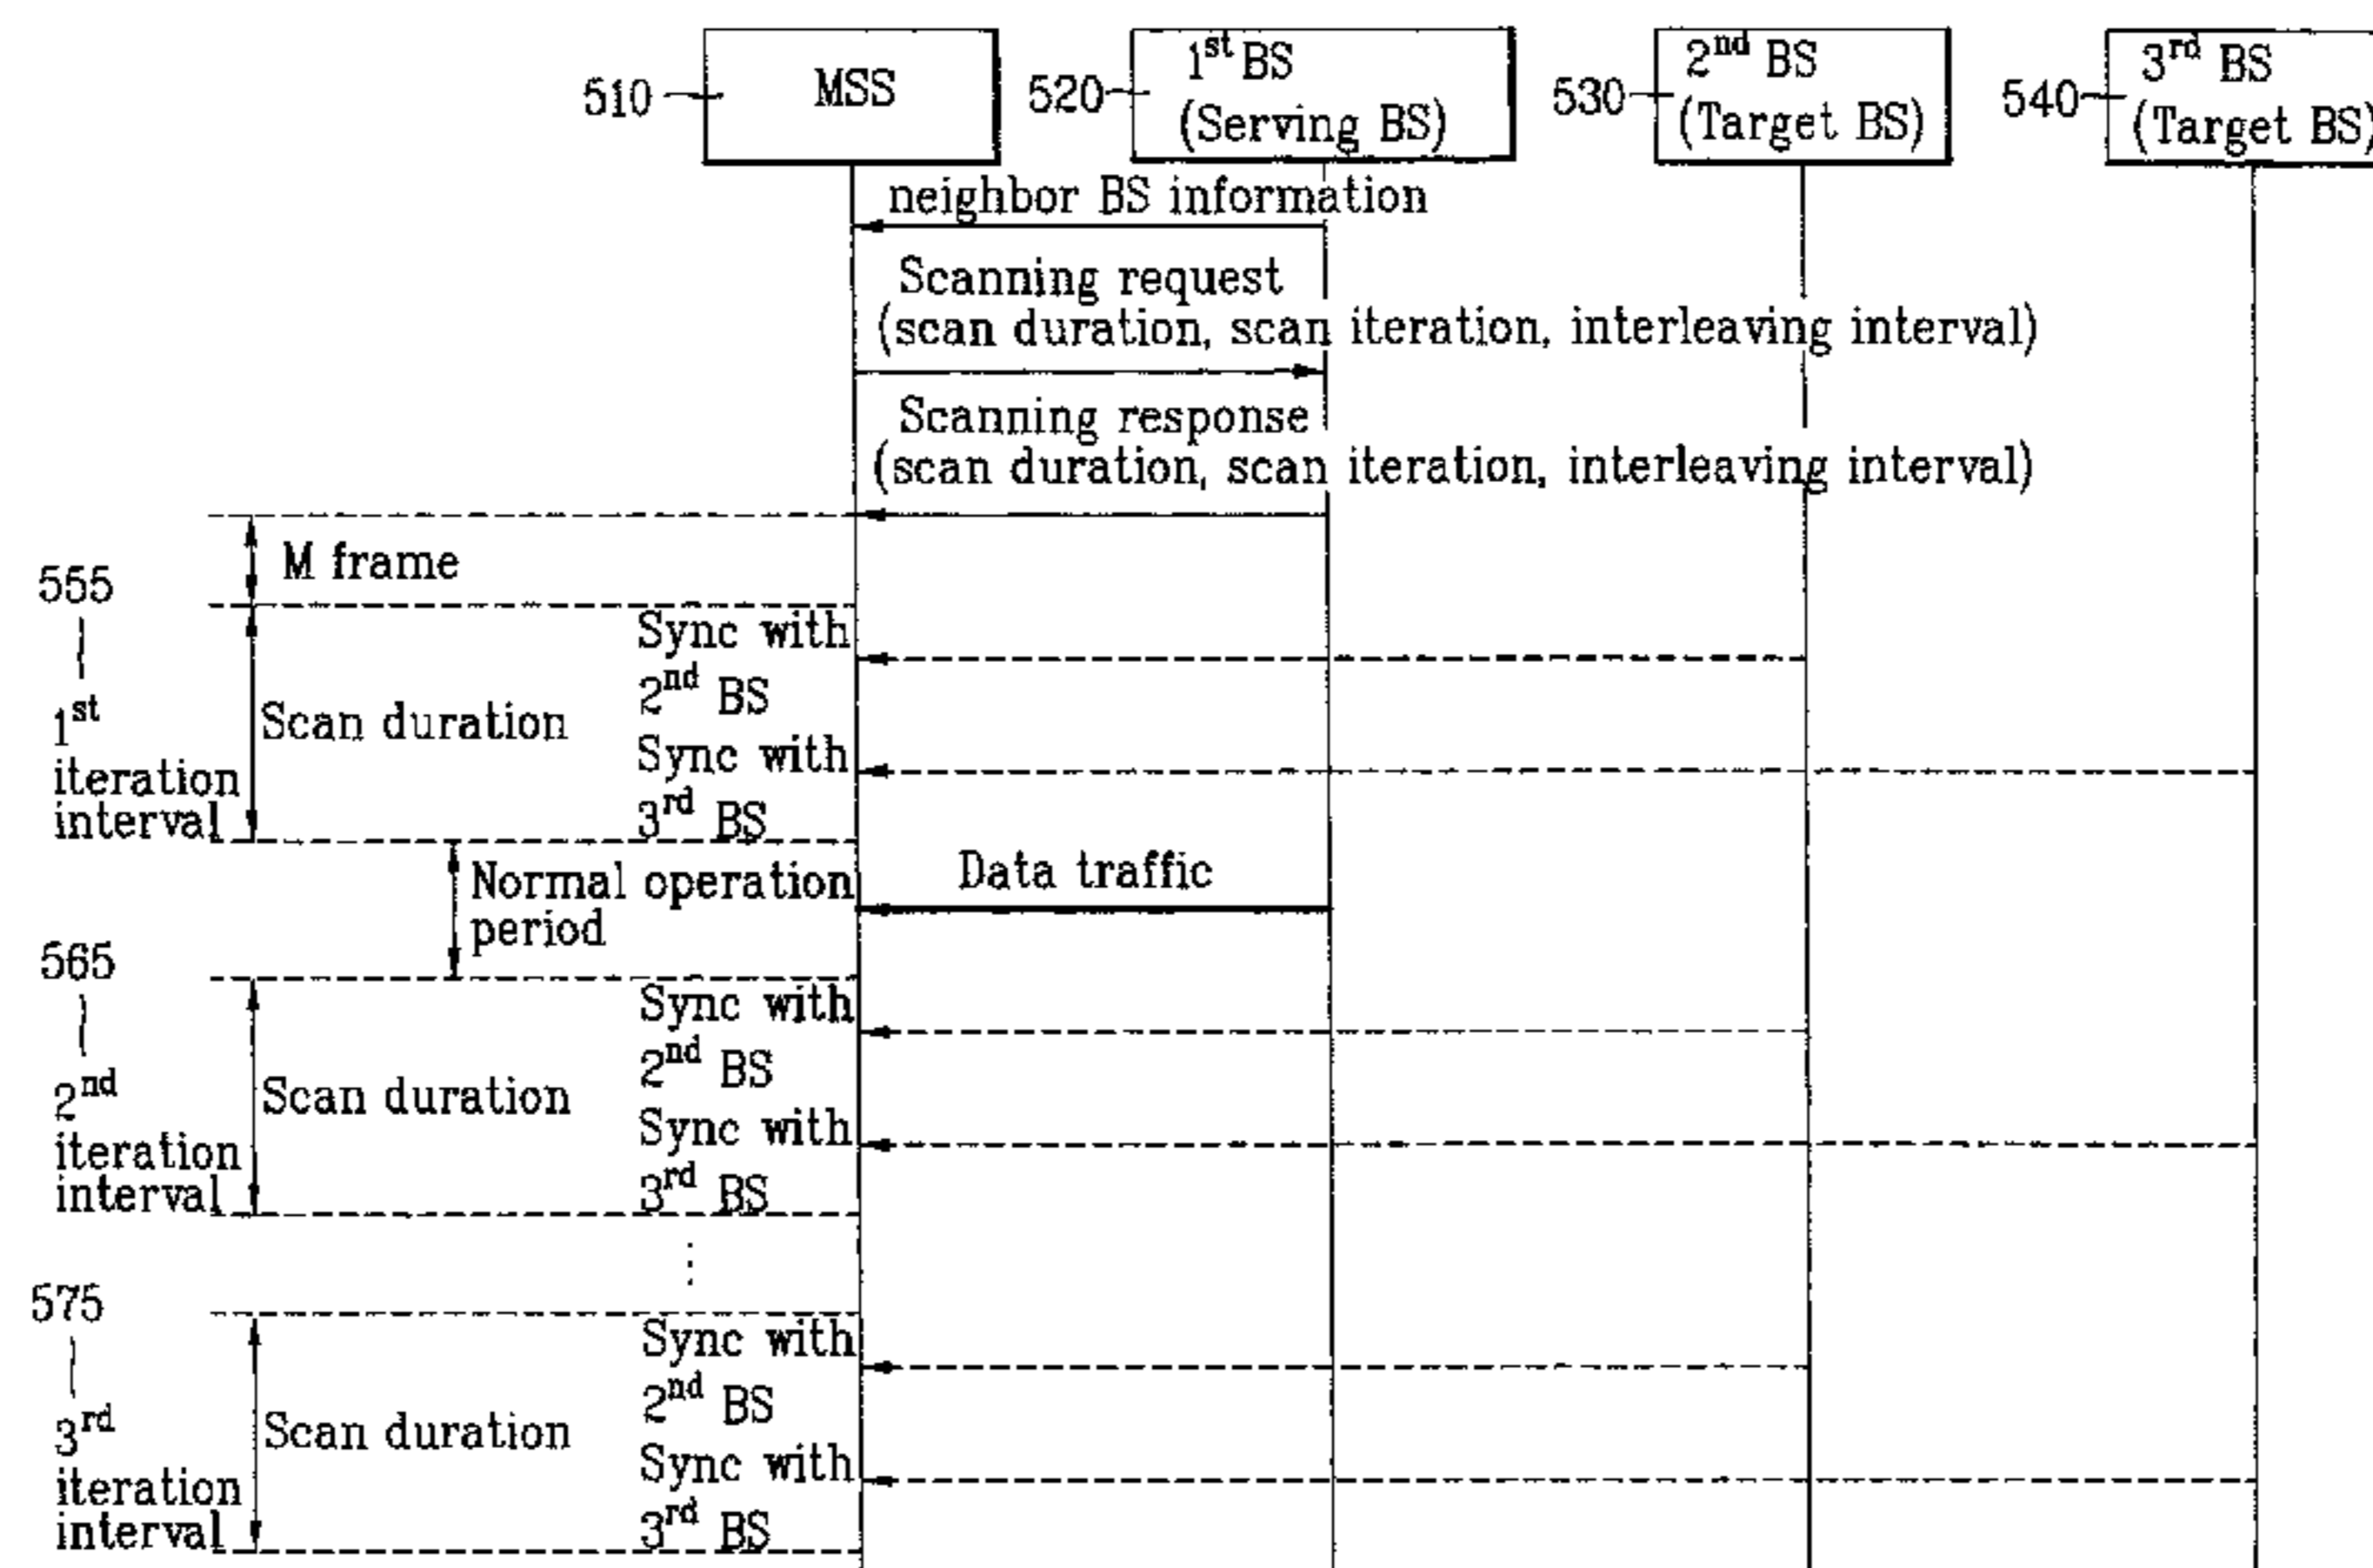 510
MSS
520
1st BS
(Serving BS)
530
2nd BS
(Target BS)
540
3rd BS
(Target BS)
neighbor BS information
Scanning request
(scan duration, scan iteration, interleaving interval)
Scanning response
(scan duration, scan iteration, interleaving interval)
M frame
555
1st
iteration
interval
Scan duration
Sync with
2nd BS
Sync with
3rd BS
Normal operation
period
Data traffic
565
2nd
iteration
interval
Scan duration
Sync with
2nd BS
Sync with
3rd BS
575
3rd
iteration
interval
Scan duration
Sync with
2nd BS
Sync with
3rd BS